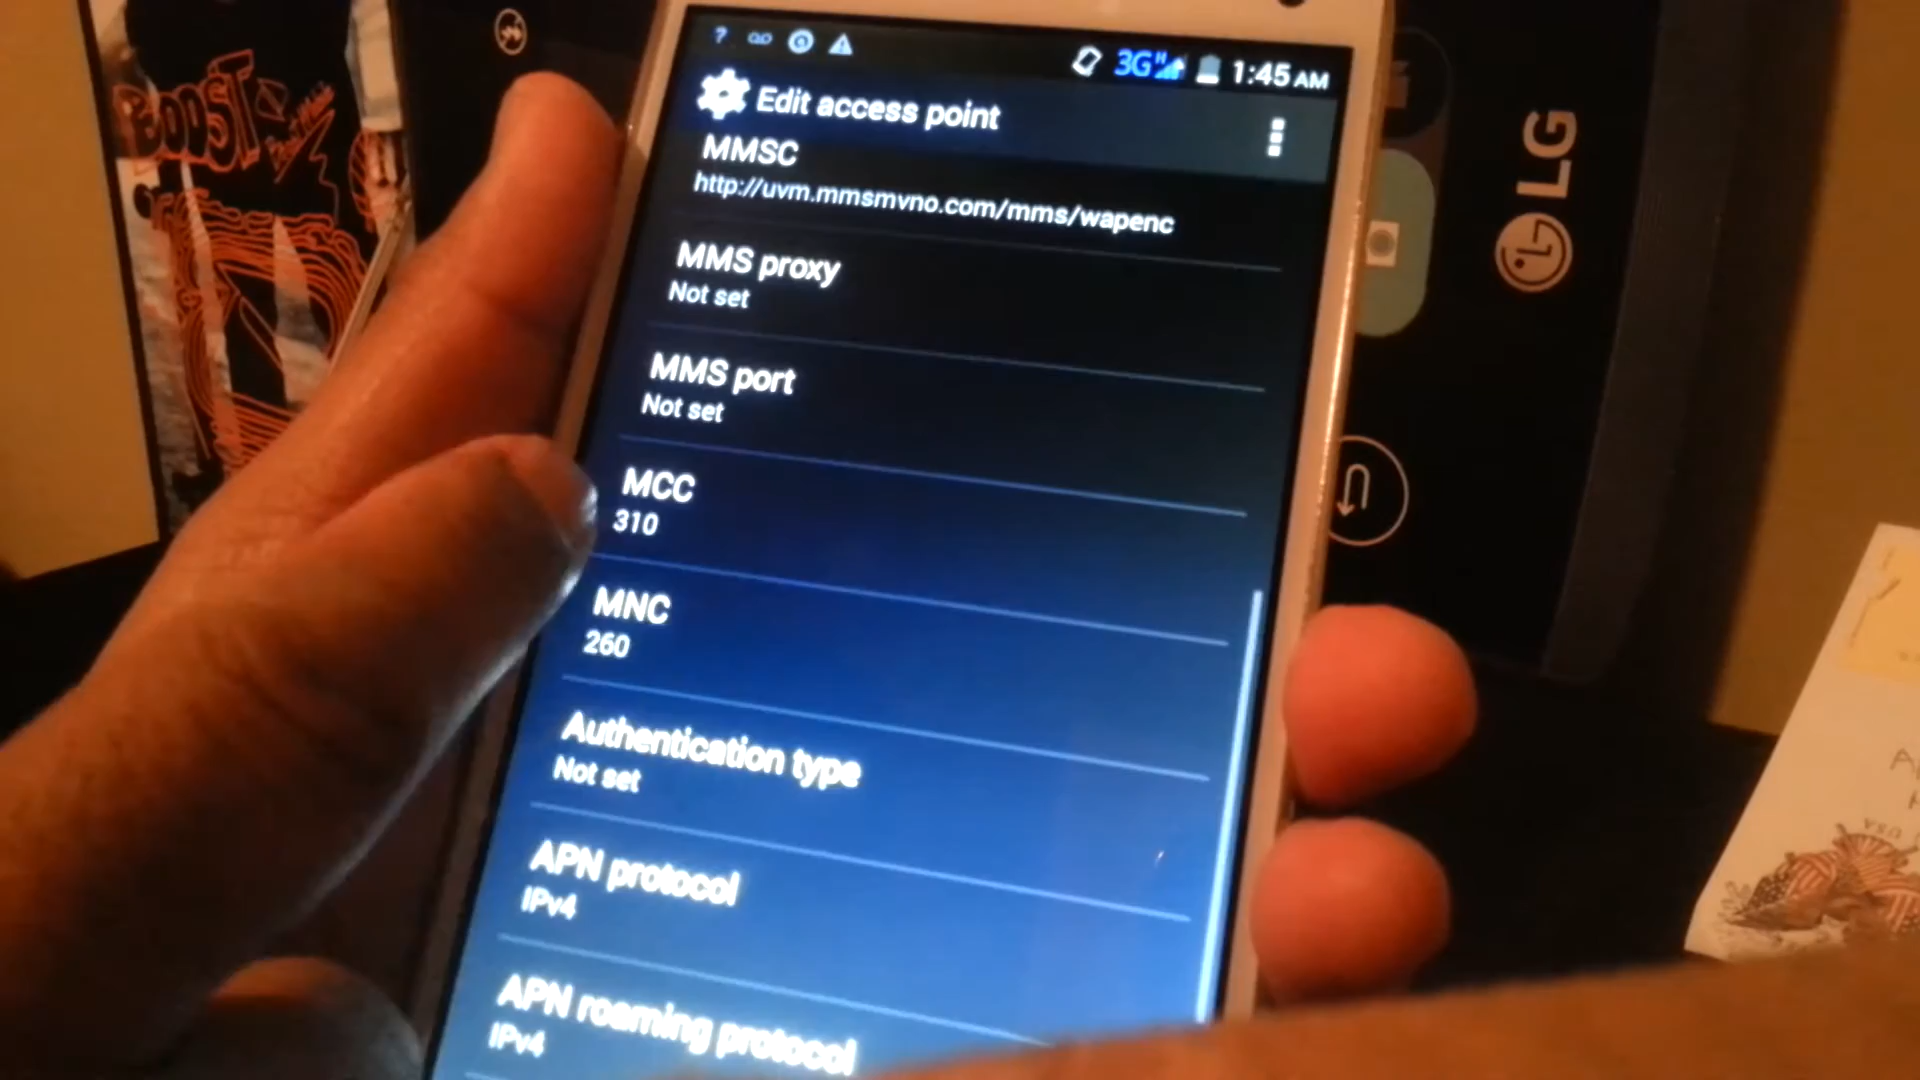 BOOST
3G H 1:45 AM
Edit access point
MMSC
http://uvm.mmsmvno.com/mms/wapenc
MMS proxy
Not set
MMS port
Not set
MCC
310
MNC
260
Authentication type
Not set
APN protocol
IPv4
APN roaming protocol
IPv4
LG
USA